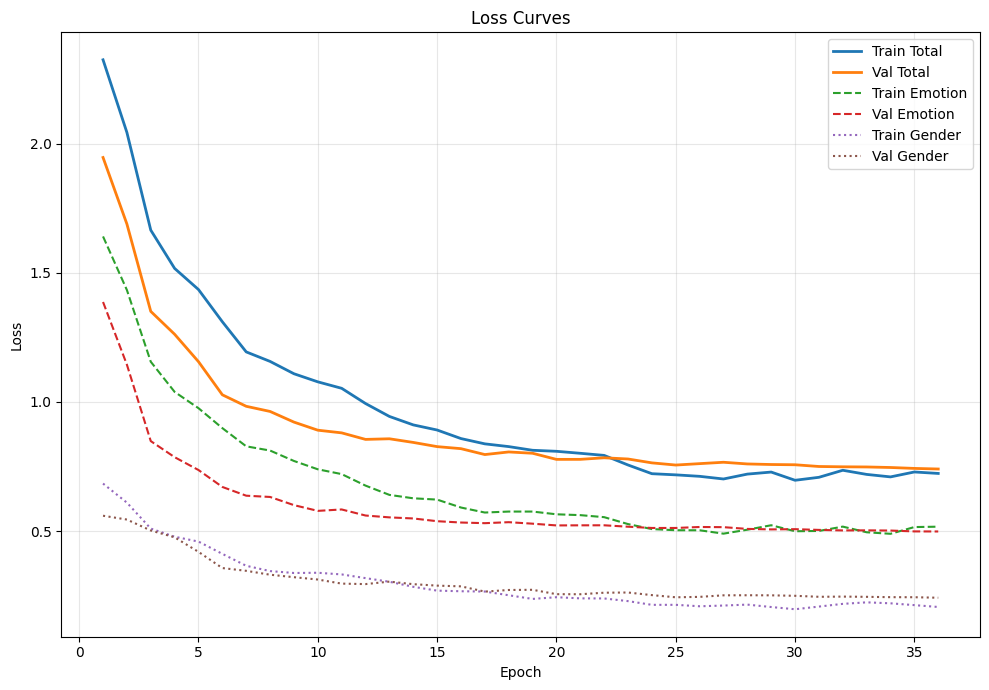 Loss Curves
Train Total
Val Total
Train Emotion
Val Emotion
Train Gender
Val Gender
2.0
1.5
1.0
0.5
Loss
0
5
10
15
20
25
30
35
Epoch